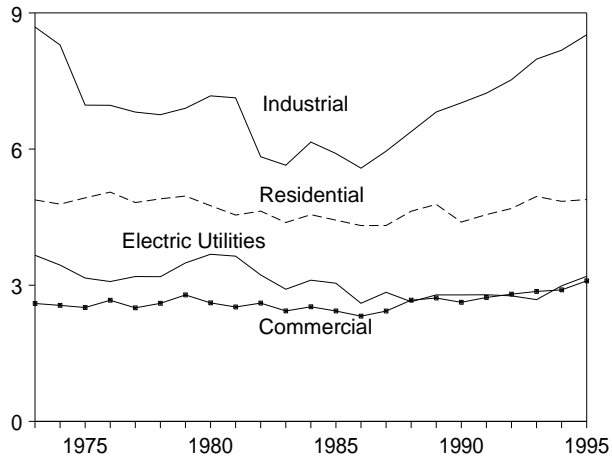 9
Industrial
6
Residential
Electric Utilities
3
Commercial
0
1975 1980 1985 1990 1995